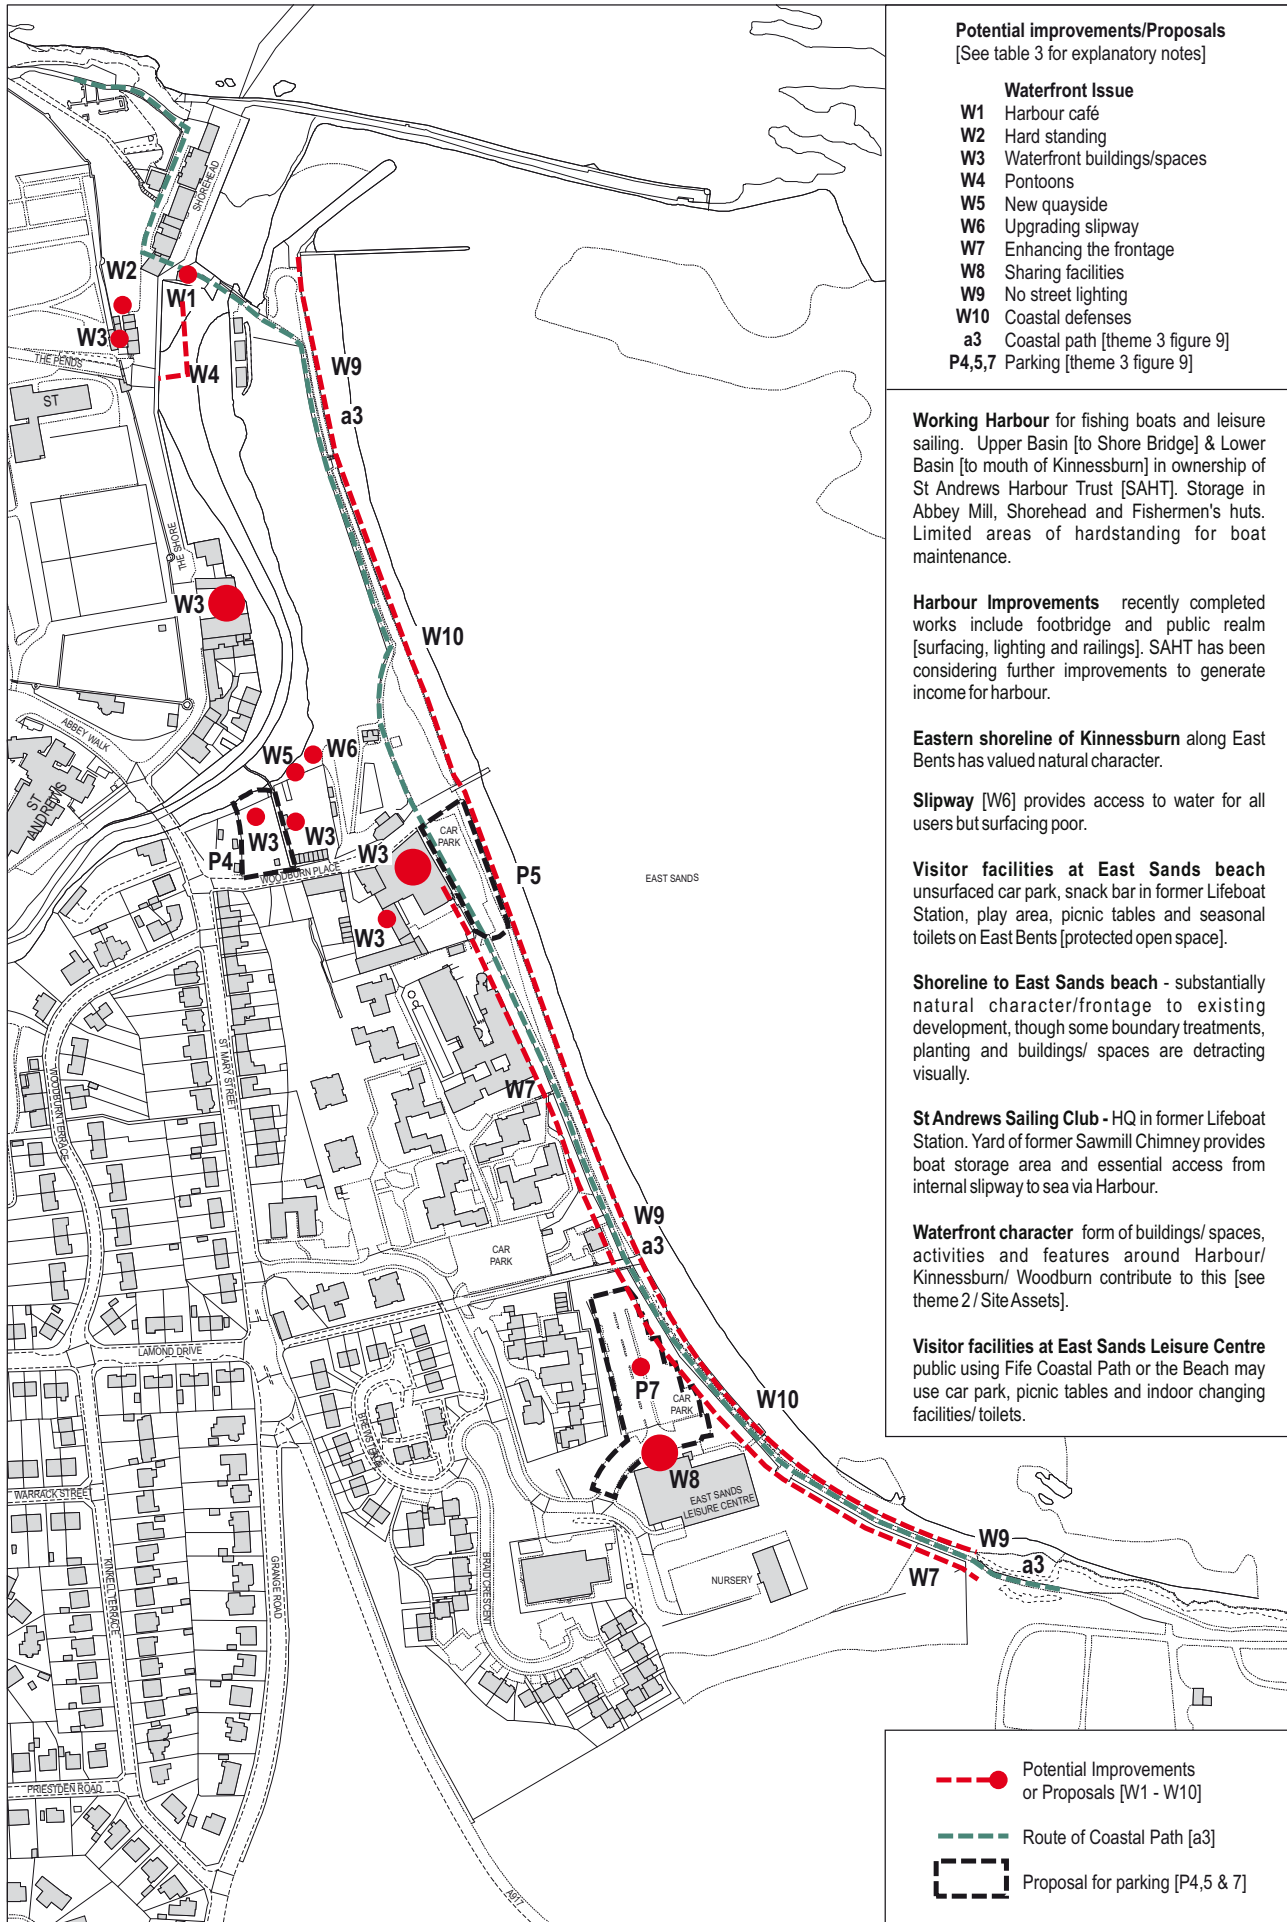 Potential improvements/Proposals
[See table 3 for explanatory notes]
Waterfront Issue
W1 Harbour café
W2 Hard standing
W3 Waterfront buildings/spaces
W4 Pontoons
W5 New quayside
W6 Upgrading slipway
W7 Enhancing the frontage
W8 Sharing facilities
W9 No street lighting
W10 Coastal defenses
a3 Coastal path [theme 3 figure 9]
P4,5,7 Parking [theme 3 figure 9]
Working Harbour for fishing boats and leisure
sailing. Upper Basin [to Shore Bridge] & Lower
Basin [to mouth of Kinnessburn] in ownership of
St Andrews Harbour Trust [SAHT]. Storage in
Abbey Mill, Shorehead and Fishermen's huts.
Limited areas of hardstanding for boat
maintenance.
Harbour Improvements recently completed
works include footbridge and public realm
[surfacing, lighting and railings]. SAHT has been
considering further improvements to generate
income for harbour.
Eastern shoreline of Kinnessburn along East
Bents has valued natural character.
Slipway [W6] provides access to water for all
users but surfacing poor.
Visitor facilities at East Sands beach
unsurfaced car park, snack bar in former Lifeboat
Station, play area, picnic tables and seasonal
toilets on East Bents [protected open space].
Shoreline to East Sands beach - substantially
natural character/frontage to existing
development, though some boundary treatments,
planting and buildings/ spaces are detracting
visually.
St Andrews Sailing Club - HQ in former Lifeboat
Station. Yard of former Sawmill Chimney provides
boat storage area and essential access from
internal slipway to sea via Harbour.
Waterfront character form of buildings/ spaces,
activities and features around Harbour/
Kinnessburn/ Woodburn contribute to this [see
theme 2 / Site Assets].
Visitor facilities at East Sands Leisure Centre
public using Fife Coastal Path or the Beach may
use car park, picnic tables and indoor changing
facilities/ toilets.
SHOREHEAD
W2
W1
W3
THE PENDS
W4
W9
a3
ST
THE SHORE
W3
W10
ABBEY WALK
ST
ANDREWS
W5
W6
W3
W3
P4
WOODBURN PLACE
W3
CAR
PARK
P5
EAST SANDS
W3
WOODBURN TERRACE
ST MARY STREET
W7
W9
a3
CAR
PARK
LAMOND DRIVE
P7
CAR
PARK
W10
W8
EAST SANDS
LEISURE CENTRE
WARRACK STREET
KINKELL TERRACE
GRANGE ROAD
BRAID CRESCENT
NURSERY
W9
a3
W7
PRIESTDEN ROAD
A917
Potential Improvements
or Proposals [W1 - W10]
Route of Coastal Path [a3]
Proposal for parking [P4,5 & 7]